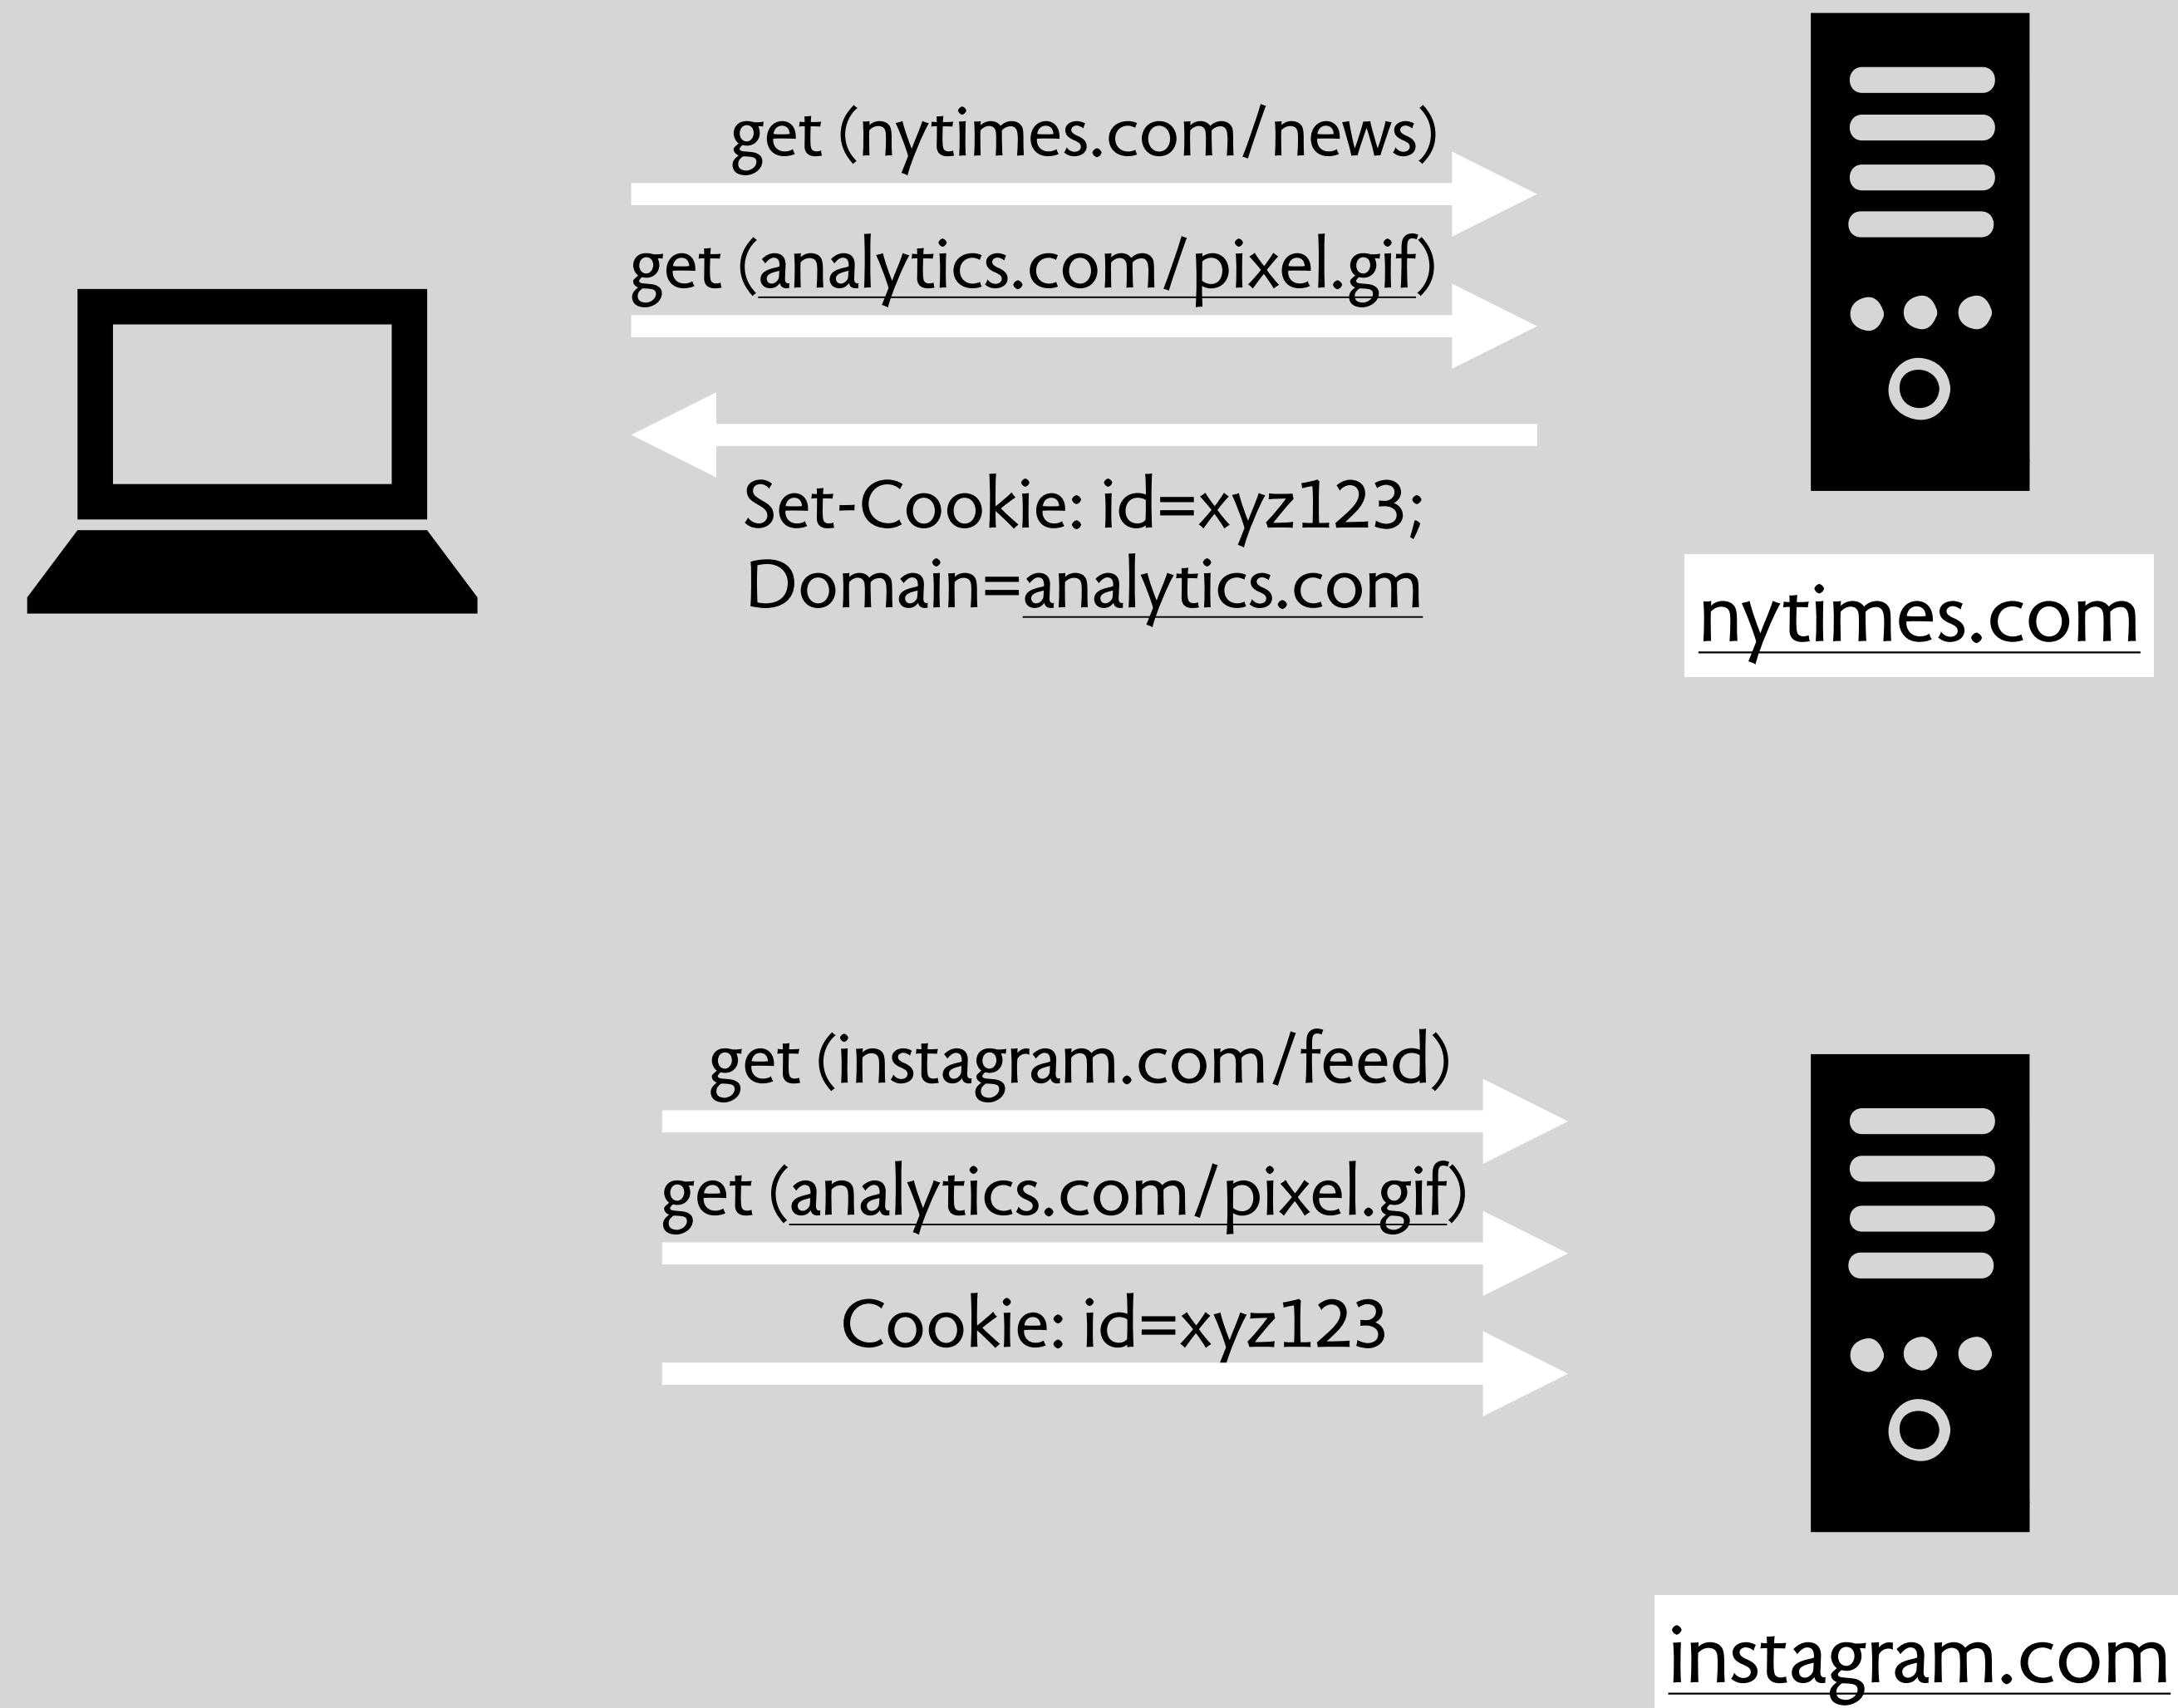 get (nytimes.com/news)
get (analytics.com/pixel.gif)
Set-Cookie: id=xyz123;
Domain=analytics.com
nytimes.com
get (instagram.com/feed)
get (analytics.com/pixel.gif)
Cookie: id=xyz123
instagram.com